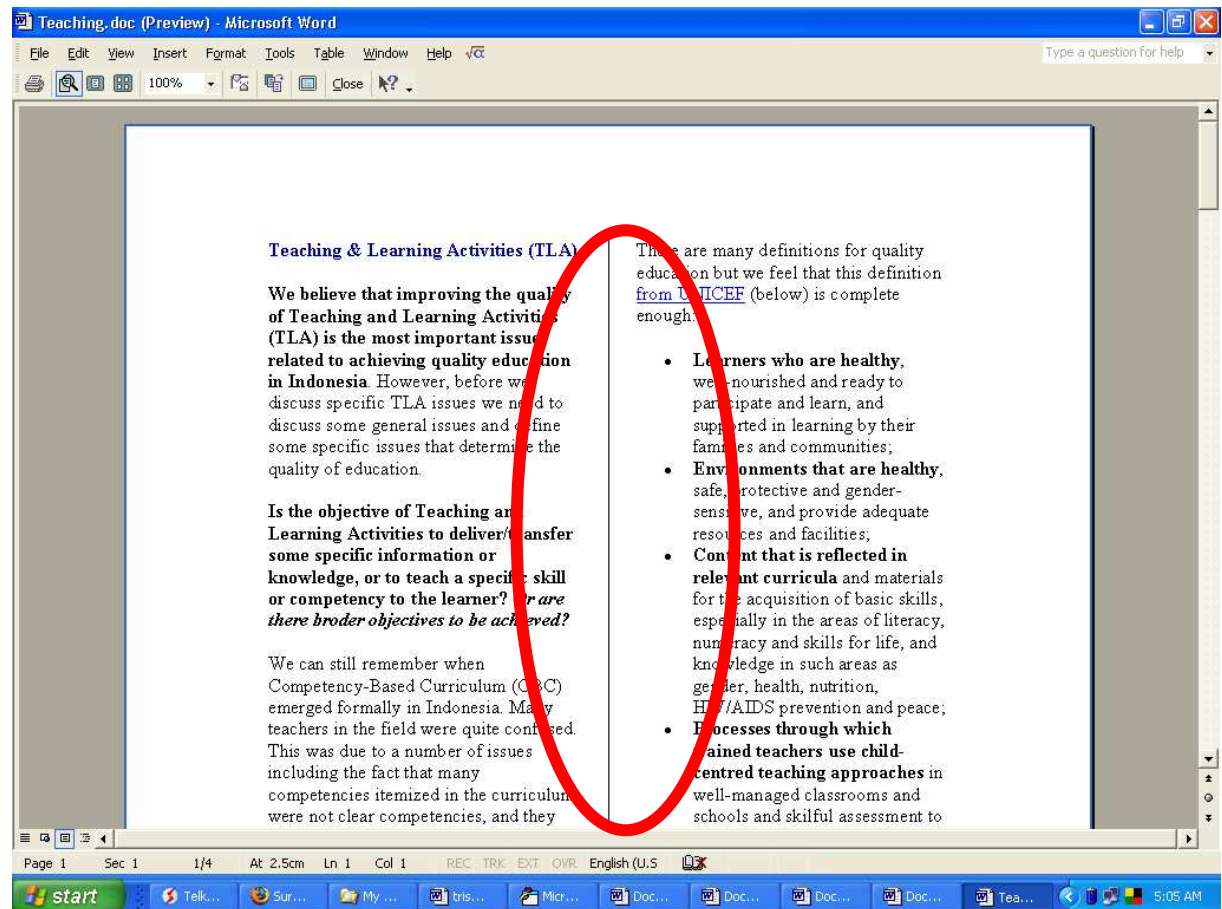 Teaching.doc (Preview) - Microsoft Word
File Edit View Insert Format Tools Table Window Help √α
Type a question for help
100% Close
Teaching & Learning Activities (TLA)
We believe that improving the quality
of Teaching and Learning Activities
(TLA) is the most important issue
related to achieving quality education
in Indonesia. However, before we
discuss specific TLA issues we need to
discuss some general issues and define
some specific issues that determine the
quality of education.
Is the objective of Teaching and
Learning Activities to deliver/transfer
some specific information or
knowledge, or to teach a specific skill
or competency to the learner? Or are
there broder objectives to be achieved?
We can still remember when
Competency-Based Curriculum (CBC)
emerged formally in Indonesia. Many
teachers in the field were quite confused.
This was due to a number of issues
including the fact that many
competencies itemized in the curriculum
were not clear competencies, and they
There are many definitions for quality
education but we feel that this definition
from UNICEF (below) is complete
enough:
• Learners who are healthy,
well-nourished and ready to
participate and learn, and
supported in learning by their
families and communities;
• Environments that are healthy,
safe, protective and gender-
sensitive, and provide adequate
resources and facilities;
• Content that is reflected in
relevant curricula and materials
for the acquisition of basic skills,
especially in the areas of literacy,
numeracy and skills for life, and
knowledge in such areas as
gender, health, nutrition,
HIV/AIDS prevention and peace;
• Processes through which
trained teachers use child-
centred teaching approaches in
well-managed classrooms and
schools and skilful assessment to
Page 1 Sec 1 1/4 At 2.5cm Ln 1 Col 1 REC TRK EXT OVR English (U.S
start Telk... Sur... My ... tris... Micr... Doc... Doc... Doc... Doc... Tea... 5:05 AM